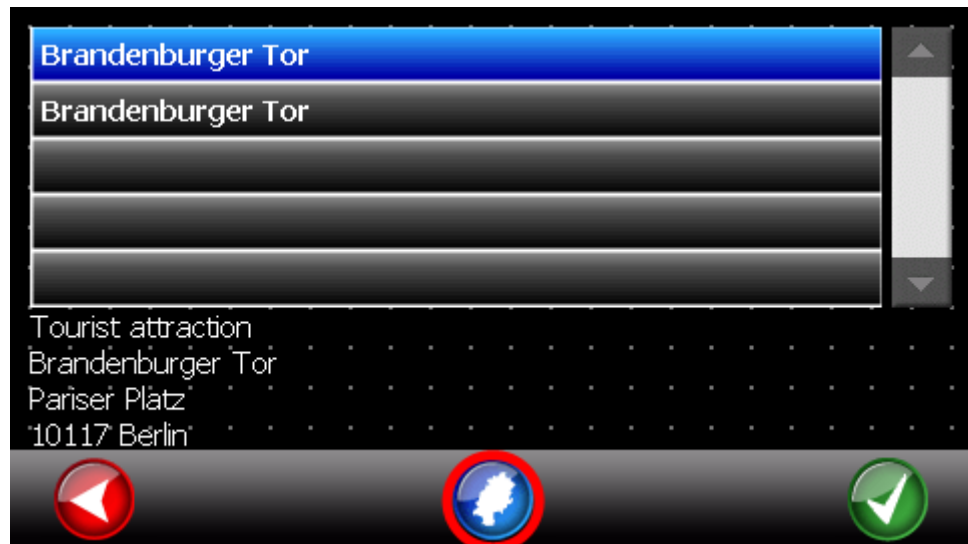 Brandenburger Tor
Brandenburger Tor
Tourist attraction
Brandenburger Tor
Pariser Platz
10117 Berlin